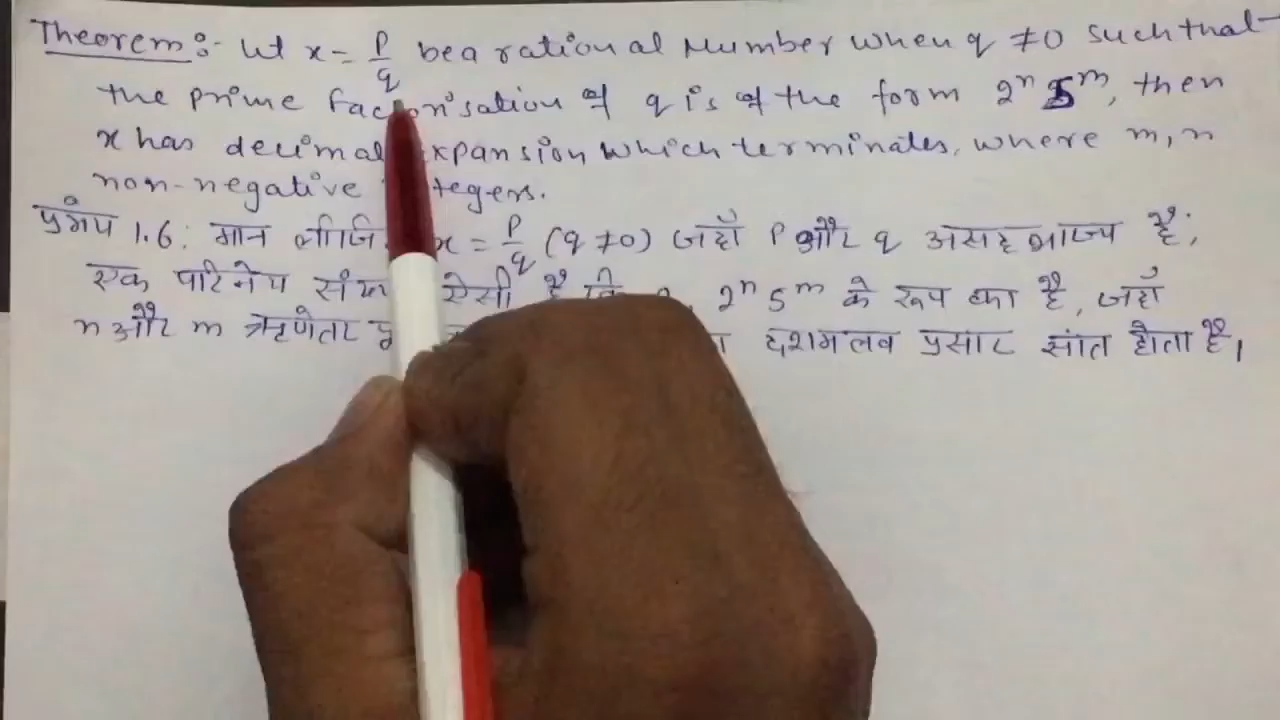 Theorem:- Let x = p/q be a rational number when q ≠ 0 such that
the prime factorisation of q is of the form 2ⁿ 5ᵐ, then
x has decimal expansion which terminates, where m, n
non-negative integers.
प्रमेय 1.6: मान x = p/q (q ≠ 0) जहाँ p और q असहभाज्य है,
एक परिमेय ऐसी है कि 2ⁿ 5ᵐ के रूप का है, जहाँ
n और m ऋणेतर दशमलव प्रसार सांत होता है।